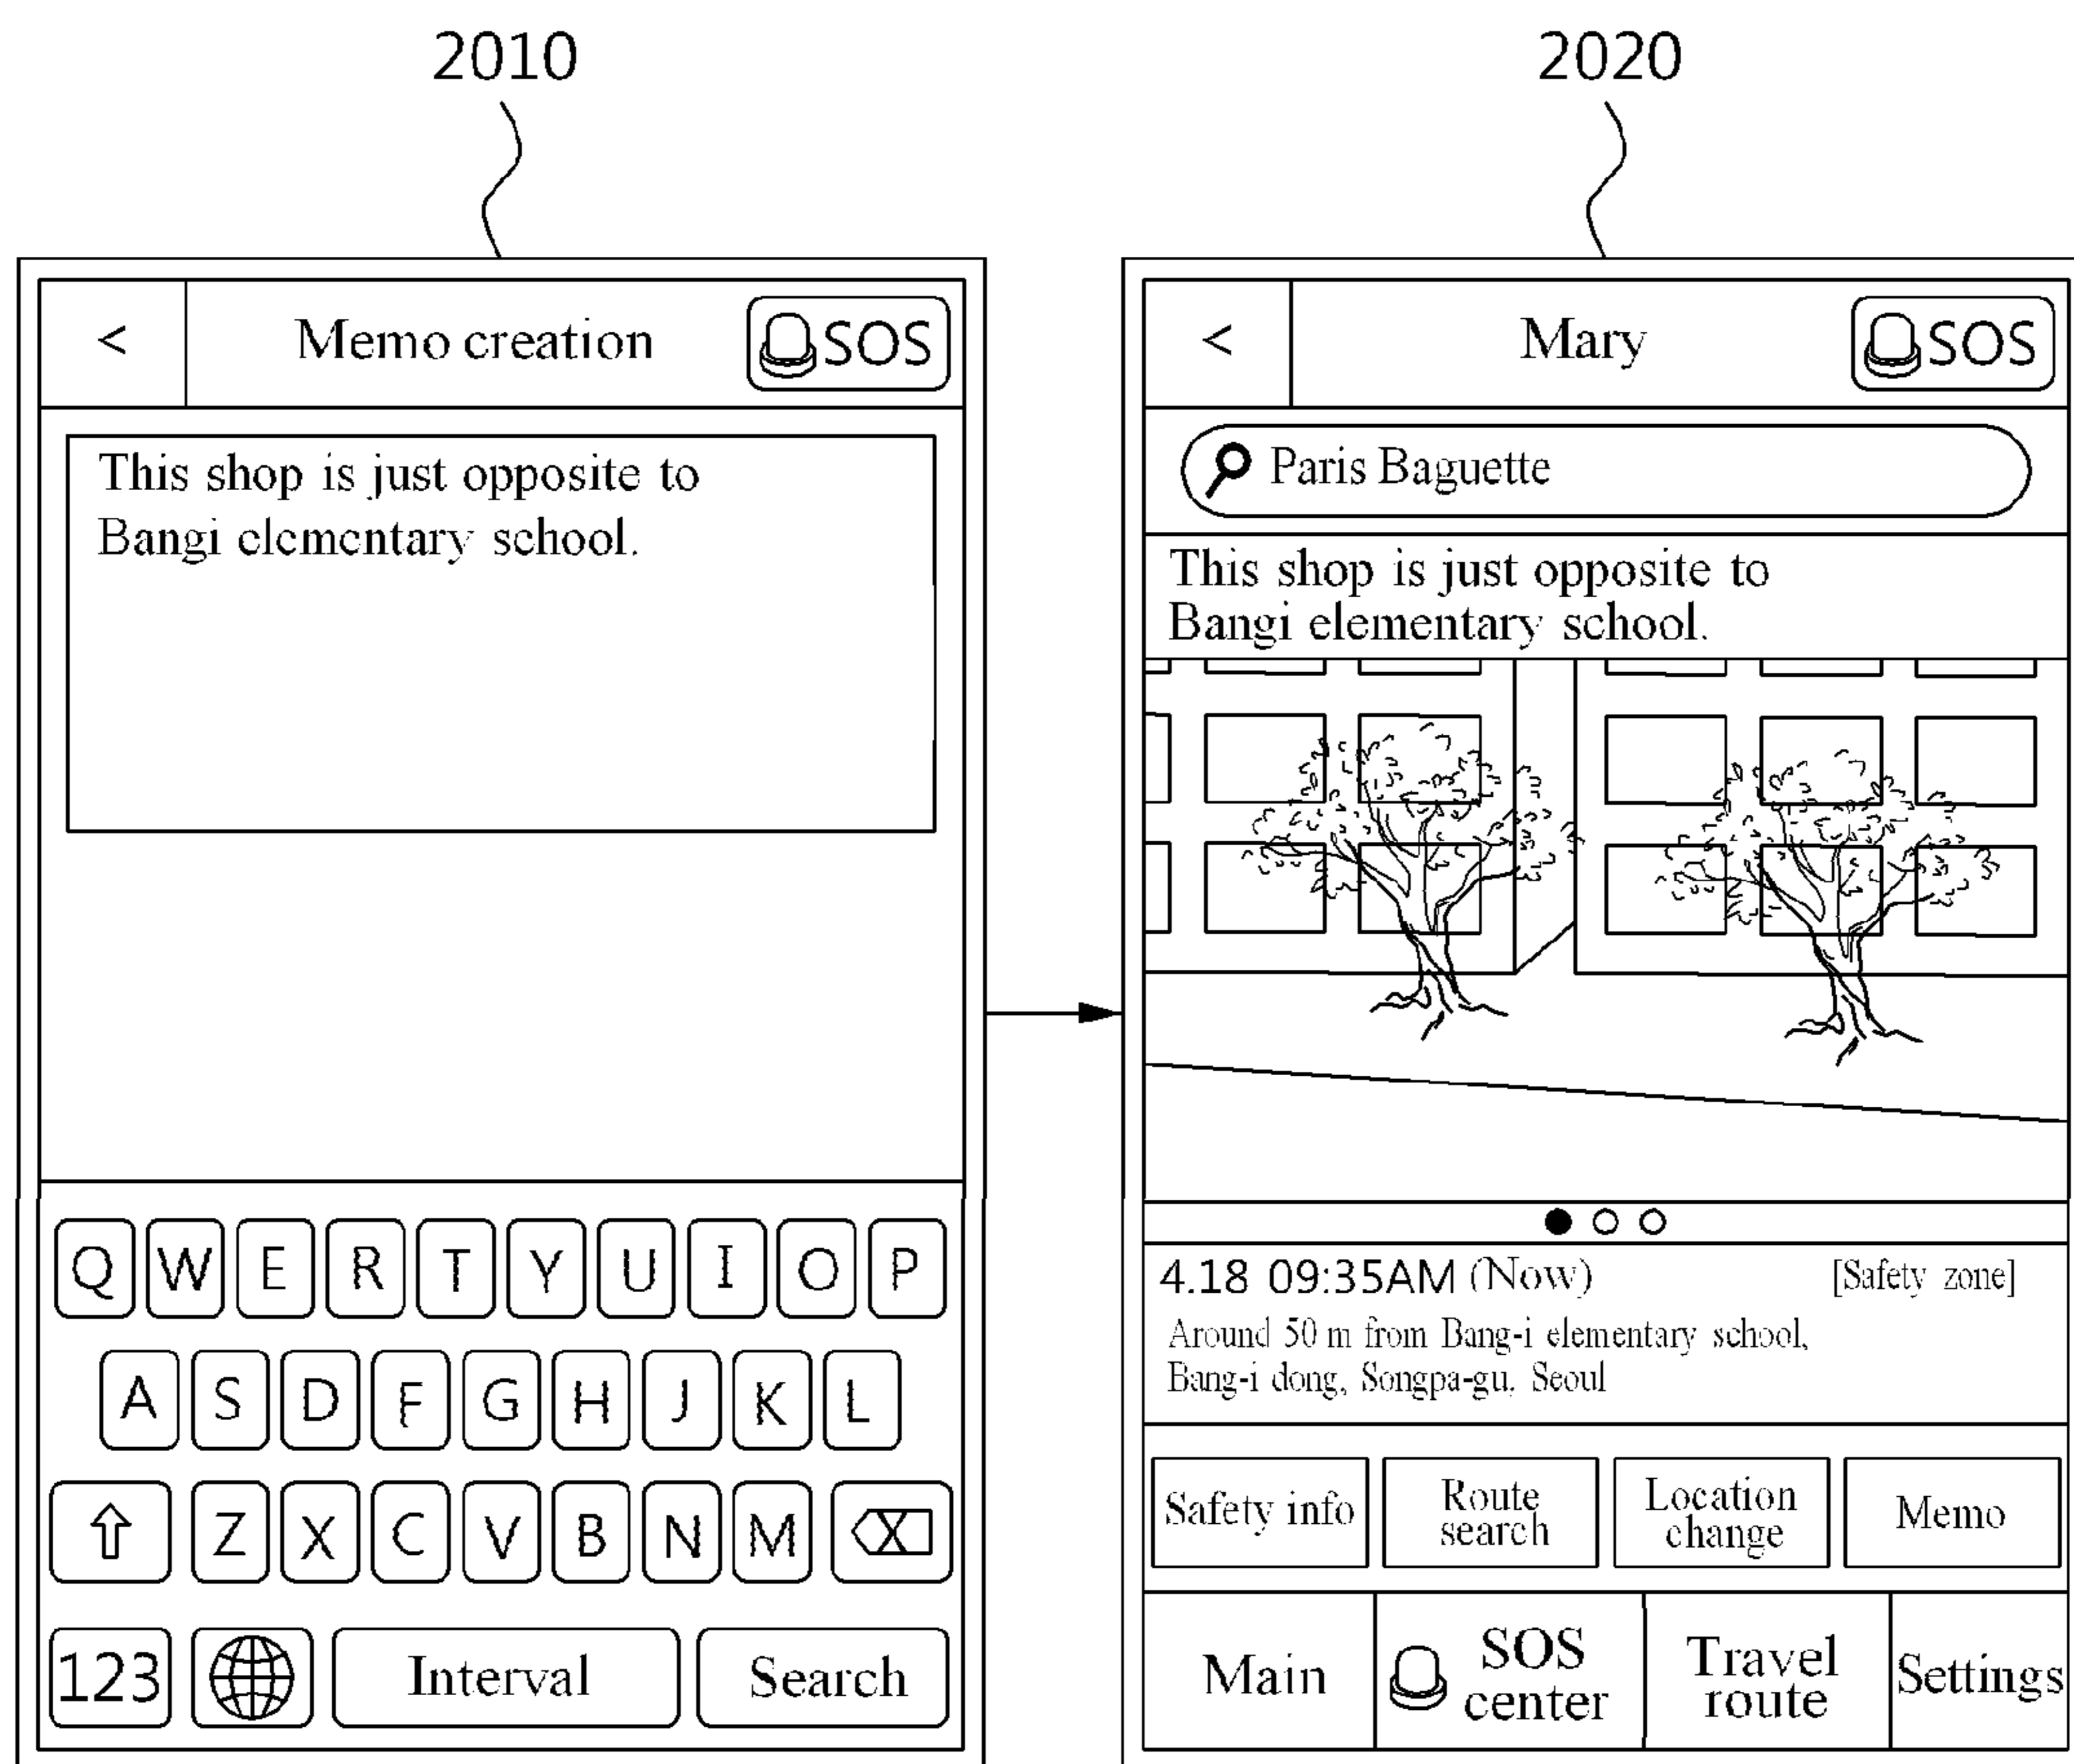 2010
2020
< Memo creation SOS
This shop is just opposite to
Bangi elementary school.
Q W E R T Y U I O P
A S D F G H J K L
Z X C V B N M X
123 Interval Search
< Mary SOS
Paris Baguette
This shop is just opposite to
Bangi elementary school.
4.18 09:35AM (Now) [Safety zone]
Around 50 m from Bang-i elementary school,
Bang-i dong, Songpa-gu, Seoul
Safety info
Route
search
Location
change
Memo
Main
SOS
center
Travel
route
Settings